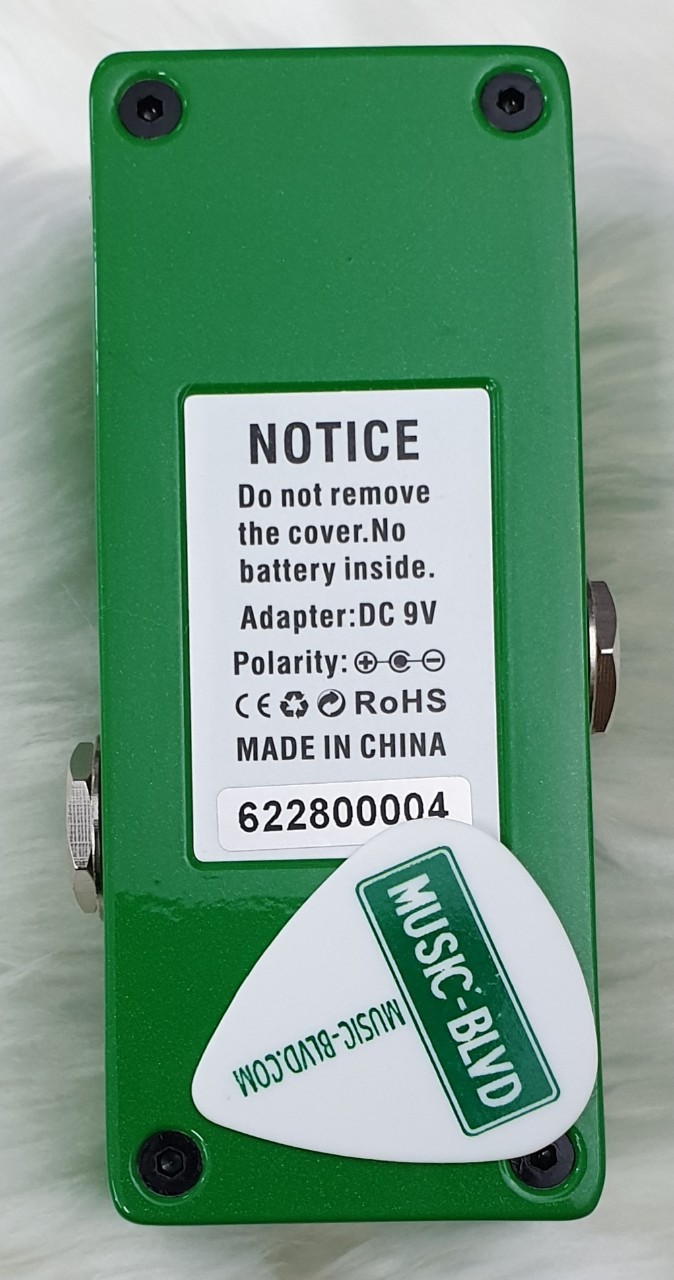 NOTICE
Do not remove
the cover.No
battery inside.
Adapter:DC 9V
Polarity:
CE RoHS
MADE IN CHINA
622800004
MUSIC-BLVD
MUSIC-BLVD.COM